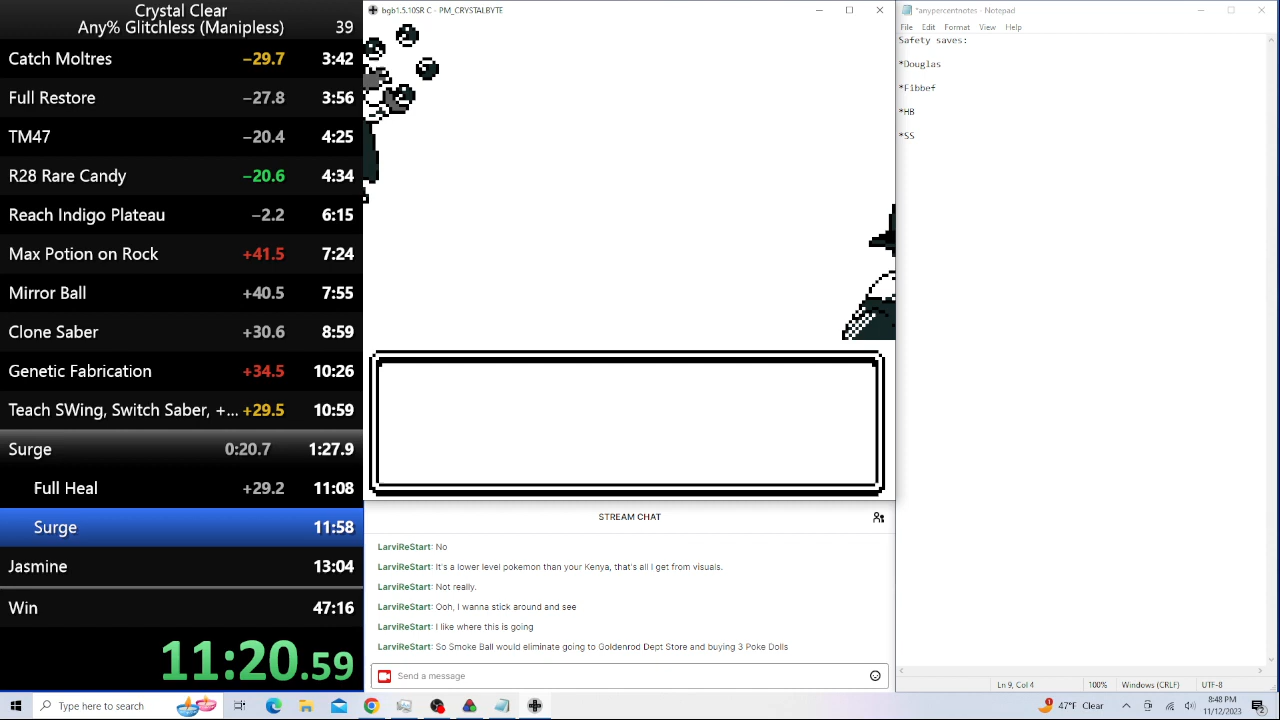 Crystal Clear
Any% Glitchless (Manipless) 39
Catch Moltres −29.7 3:42
Full Restore −27.8 3:56
TM47 −20.4 4:25
R28 Rare Candy −20.6 4:34
Reach Indigo Plateau −2.2 6:15
Max Potion on Rock +41.5 7:24
Mirror Ball +40.5 7:55
Clone Saber +30.6 8:59
Genetic Fabrication +34.5 10:26
Teach SWing, Switch Saber, +... +29.5 10:59
Surge 0:20.7 1:27.9
Full Heal +29.2 11:08
Surge 11:58
Jasmine 13:04
Win 47:16
11:20.59
bgb1.5.10SR C - PM_CRYSTALBYTE
STREAM CHAT
LarviReStart: No
LarviReStart: It's a lower level pokemon than your Kenya, that's all I get from visuals.
LarviReStart: Not really.
LarviReStart: Ooh, I wanna stick around and see
LarviReStart: I like where this is going
LarviReStart: So Smoke Ball would eliminate going to Goldenrod Dept Store and buying 3 Poke Dolls
Send a message
*anypercentnotes - Notepad
File Edit Format View Help
Safety saves:
*Douglas
*Fibbef
*HB
*SS
Ln 9, Col 4 100% Windows (CRLF) UTF-8
Type here to search
47°F Clear
8:48 PM
11/12/2023
2